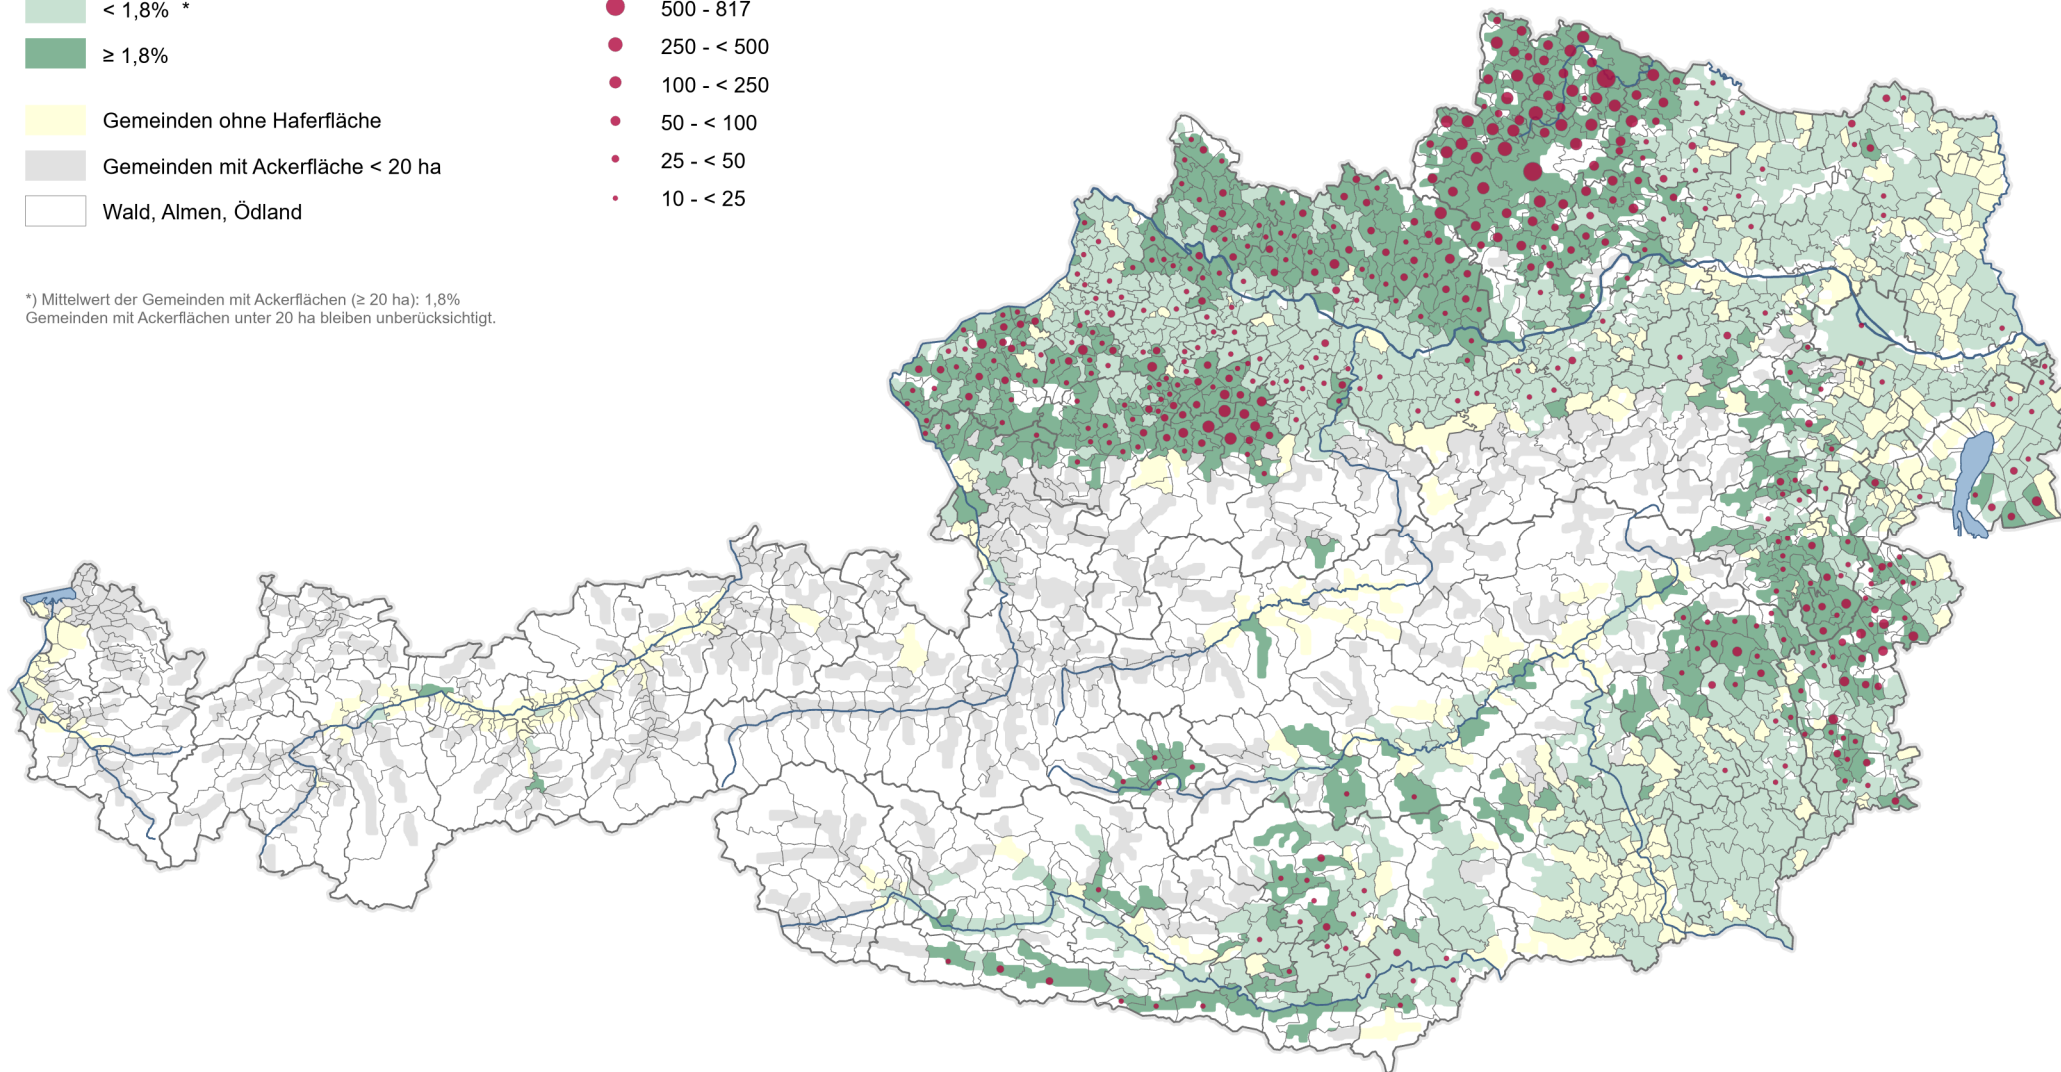 < 1,8% *
≥ 1,8%
Gemeinden ohne Haferfläche
Gemeinden mit Ackerfläche < 20 ha
Wald, Almen, Ödland
500 - 817
250 - < 500
100 - < 250
50 - < 100
25 - < 50
10 - < 25
*) Mittelwert der Gemeinden mit Ackerflächen (≥ 20 ha): 1,8%
Gemeinden mit Ackerflächen unter 20 ha bleiben unberücksichtigt.